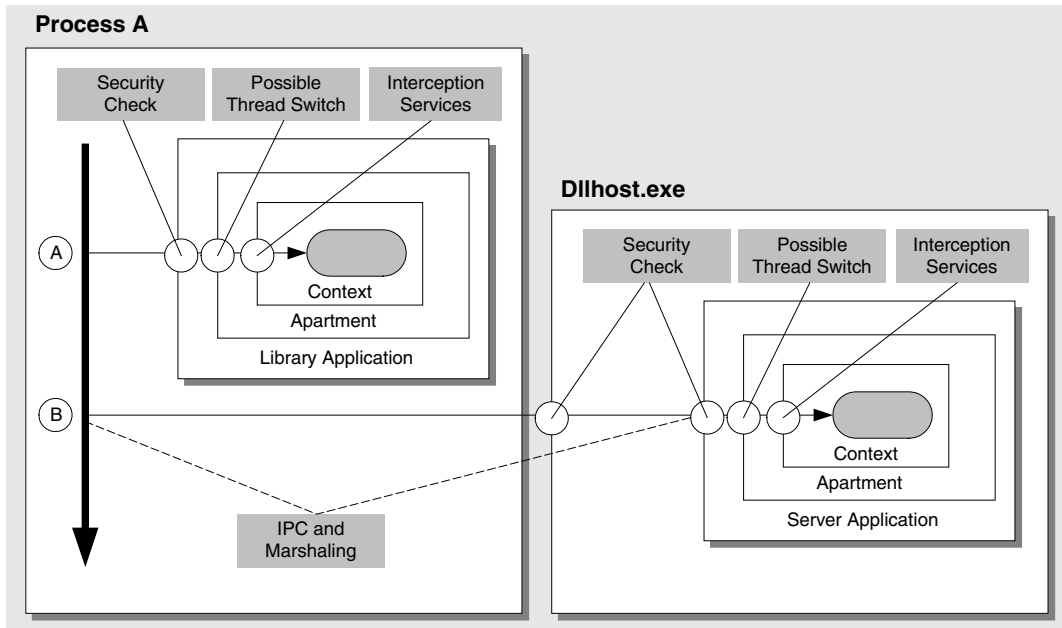 Process A
Security
Check
Possible
Thread Switch
Interception
Services
A
Context
Apartment
Library Application
B
IPC and
Marshaling
Dllhost.exe
Security
Check
Possible
Thread Switch
Interception
Services
Context
Apartment
Server Application